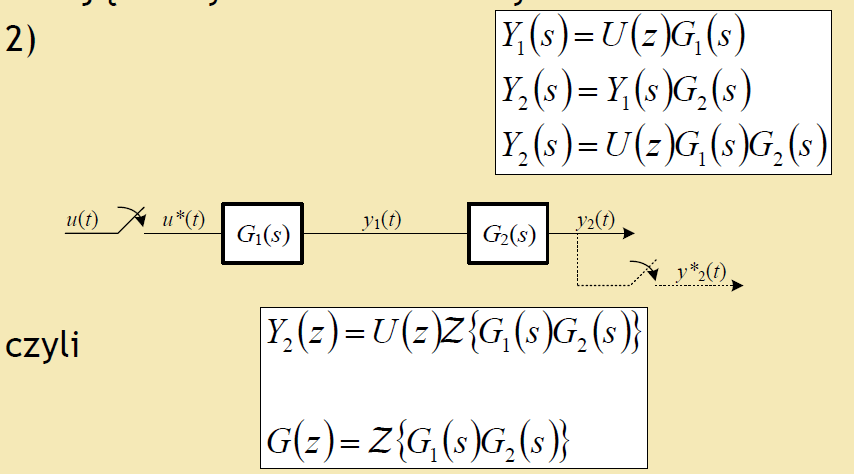 2)
Y₁(s) = U(z)G₁(s)
Y₂(s) = Y₁(s)G₂(s)
Y₂(s) = U(z)G₁(s)G₂(s)
u(t) u*(t) G₁(s) y₁(t) G₂(s) y₂(t)
y*₂(t)
czyli
Y₂(z) = U(z)Z{G₁(s)G₂(s)}
G(z) = Z{G₁(s)G₂(s)}